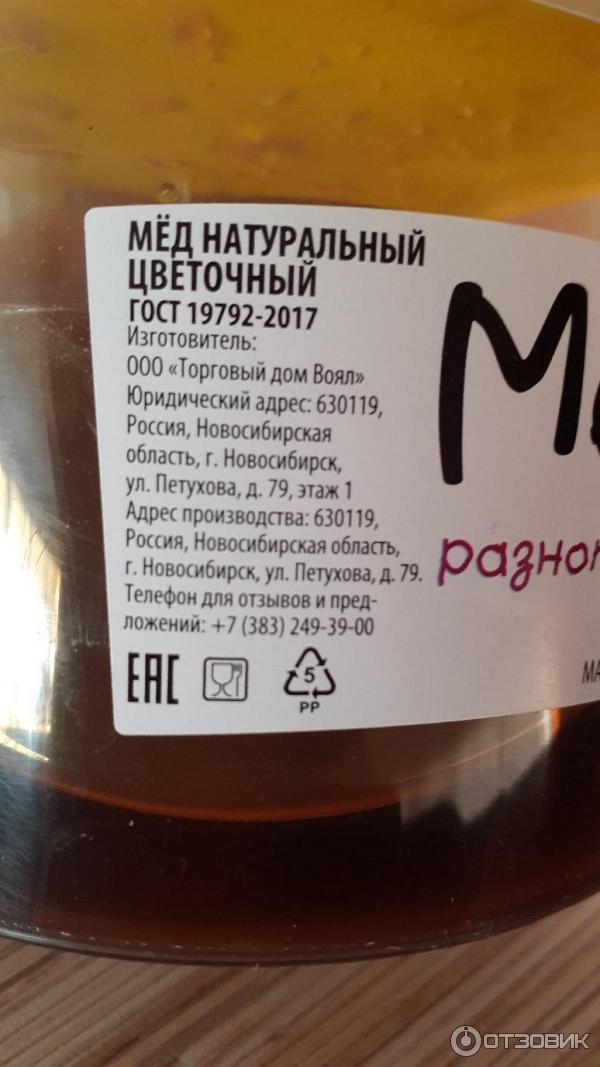 МЁД НАТУРАЛЬНЫЙ
ЦВЕТОЧНЫЙ
ГОСТ 19792-2017
Изготовитель:
ООО «Торговый дом Воял»
Юридический адрес: 630119,
Россия, Новосибирская
область, г. Новосибирск,
ул. Петухова, д. 79, этаж 1
Адрес производства: 630119,
Россия, Новосибирская область,
г. Новосибирск, ул. Петухова, д. 79.
Телефон для отзывов и пред-
ложений: +7 (383) 249-39-00
EAC
5
PP
ОТЗОВИК